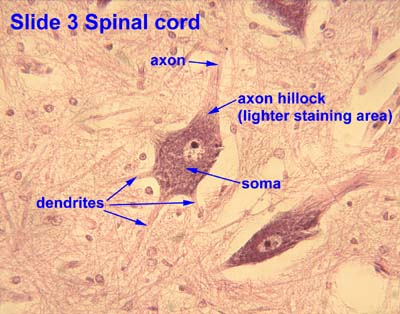 Slide 3 Spinal cord
axon
axon hillock
(lighter staining area)
soma
dendrites